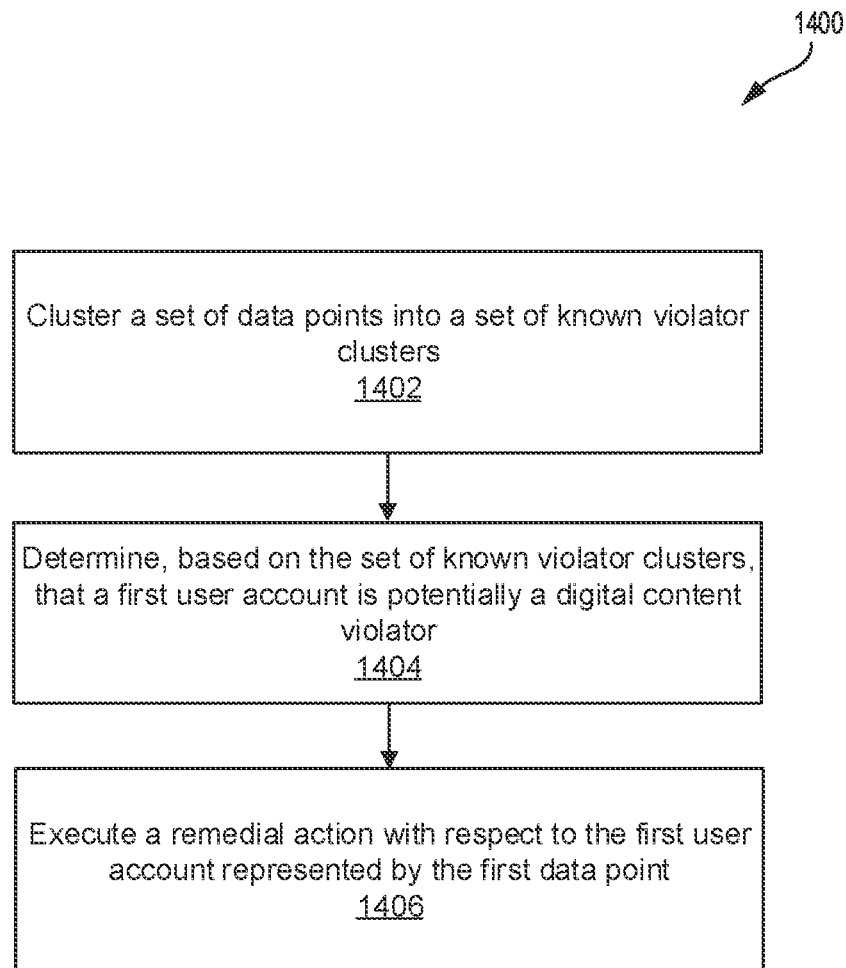 1400
Cluster a set of data points into a set of known violator
clusters
1402
Determine, based on the set of known violator clusters,
that a first user account is potentially a digital content
violator
1404
Execute a remedial action with respect to the first user
account represented by the first data point
1406